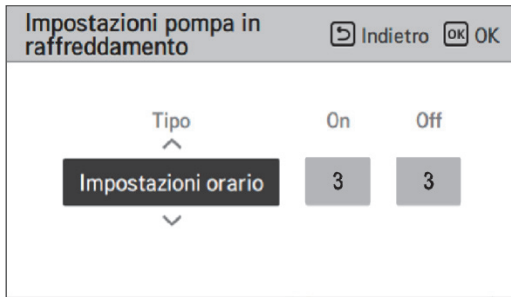 Impostazioni pompa in
raffreddamento
Indietro OK OK
Tipo On Off
Impostazioni orario 3 3